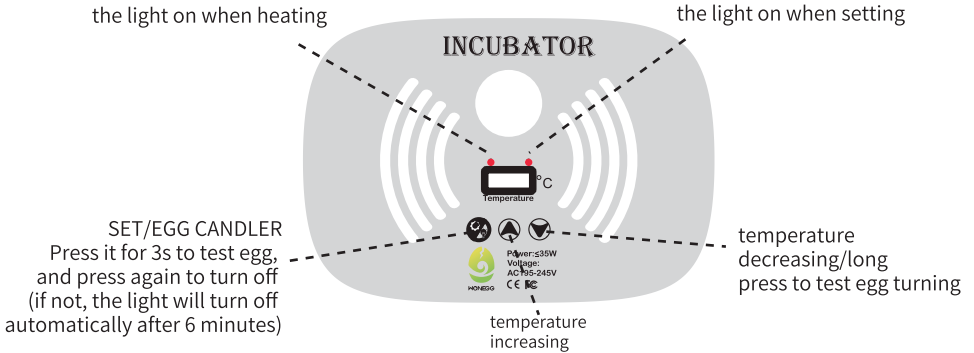 the light on when heating
the light on when setting
INCUBATOR
°C
Temperature
SET/EGG CANDLER
Press it for 3s to test egg,
and press again to turn off
(if not, the light will turn off
automatically after 6 minutes)
temperature
decreasing/long
press to test egg turning
Power:≤35W
Voltage:
AC195-245V
CE FC
WONEGG
temperature
increasing